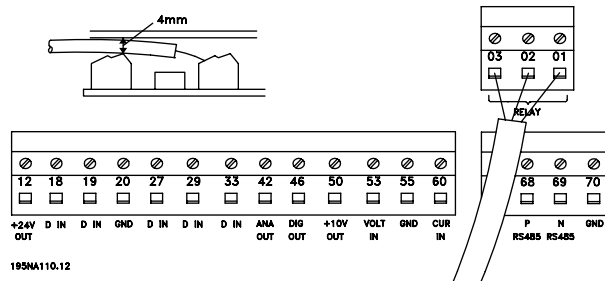 4mm
03 02 01
RELAY
12 18 19 20 27 29 33 42 46 50 53 55 60
68 69 70
+24V OUT D IN D IN GND D IN D IN D IN ANA OUT DIG OUT +10V OUT VOLT IN GND CUR IN
P RS485 N RS485 GND
195NA110.12